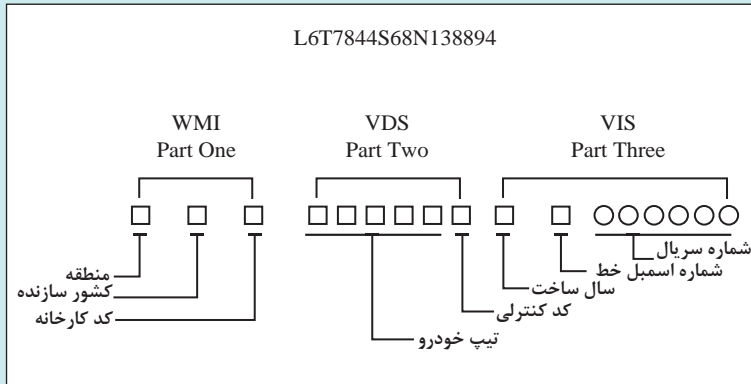 L6T7844S68N138894
WMI
Part One
VDS
Part Two
VIS
Part Three
منطقه
کشور سازنده
کد کارخانه
تیپ خودرو
کد کنترلی
سال ساخت
شماره اسمبل خط
شماره سریال